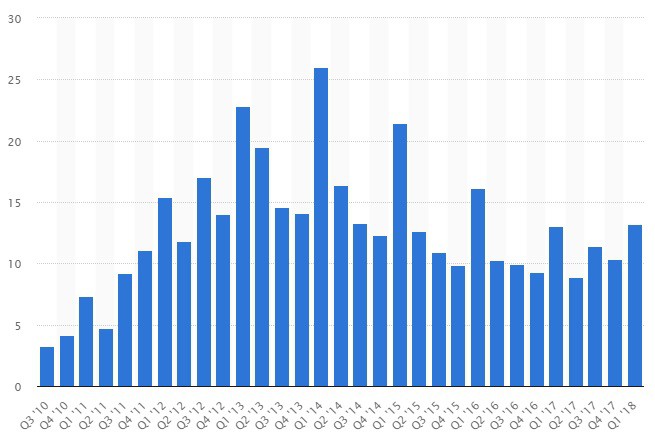 30
25
20
15
10
5
0
Q3 '10
Q4 '10
Q1 '11
Q2 '11
Q3 '11
Q4 '11
Q1 '12
Q2 '12
Q3 '12
Q4 '12
Q1 '13
Q2 '13
Q3 '13
Q4 '13
Q1 '14
Q2 '14
Q3 '14
Q4 '14
Q1 '15
Q2 '15
Q3 '15
Q4 '15
Q1 '16
Q2 '16
Q3 '16
Q4 '16
Q1 '17
Q2 '17
Q3 '17
Q4 '17
Q1 '18